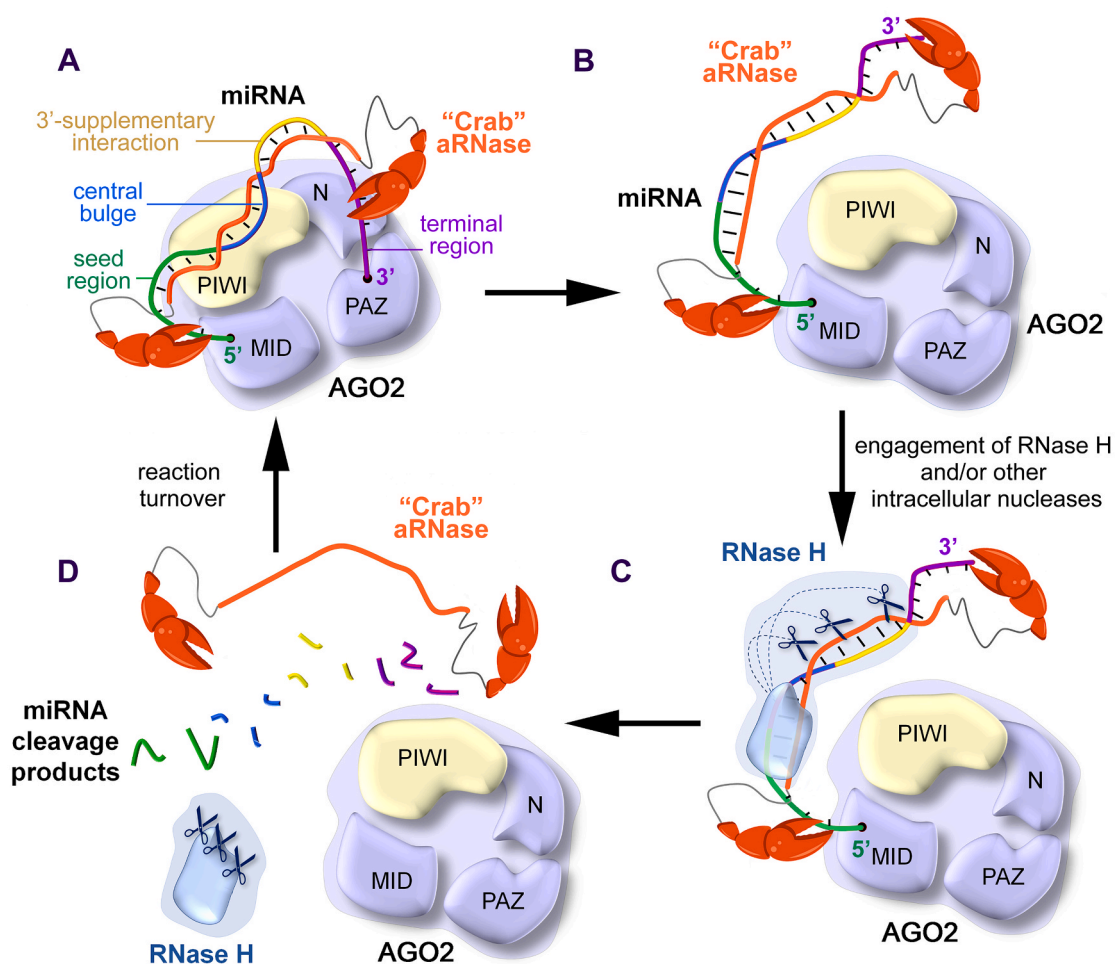 A
miRNA
3’-supplementary
interaction
“Crab”
aRNase
central
bulge
N
terminal
region
seed
region
PIWI
3’
PAZ
5’
MID
AGO2
B
3’
“Crab”
aRNase
miRNA
PIWI
N
5’
MID
PAZ
AGO2
engagement of RNase H
and/or other
intracellular nucleases
C
RNase H
3’
PIWI
N
5’
MID
PAZ
AGO2
reaction
turnover
D
“Crab”
aRNase
miRNA
cleavage
products
PIWI
N
MID
PAZ
RNase H
AGO2